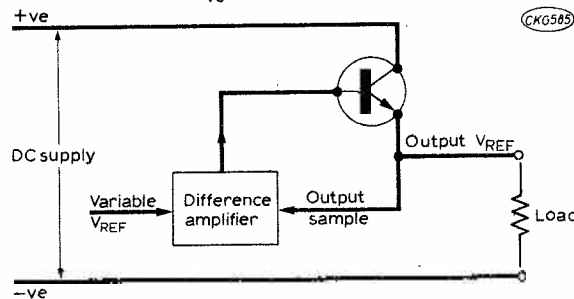 +ve
CKG585
DC supply
Output VREF
Variable
VREF
Difference
amplifier
Output
sample
Load
−ve